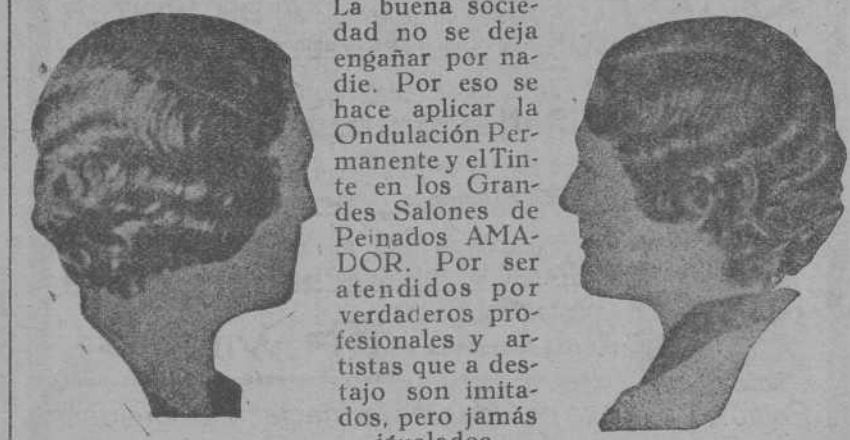 La buena socie-
dad no se deja
engañar por na-
die. Por eso se
hace aplicar la
Ondulación Per-
manente y el Tin-
te en los Gran-
des Salones de
Peinados AMA-
DOR. Por ser
atendidos por
verdaderos pro-
fesionales y ar-
tistas que a des-
tajo son imita-
dos, pero jamás
igualados